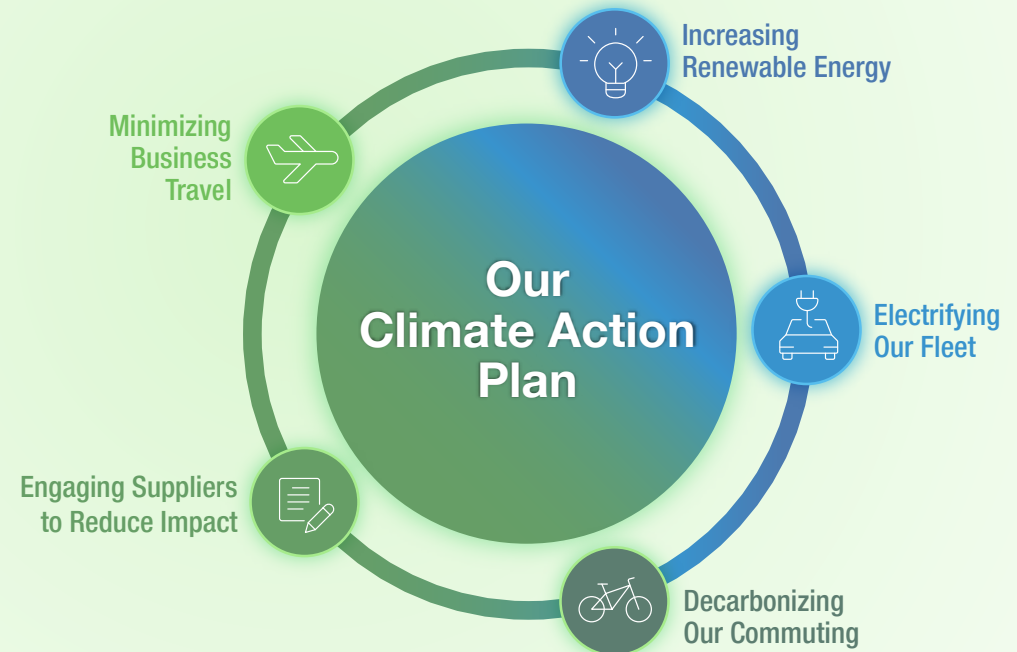 Our
Climate Action
Plan
Increasing
Renewable Energy
Electrifying
Our Fleet
Decarbonizing
Our Commuting
Engaging Suppliers
to Reduce Impact
Minimizing
Business
Travel